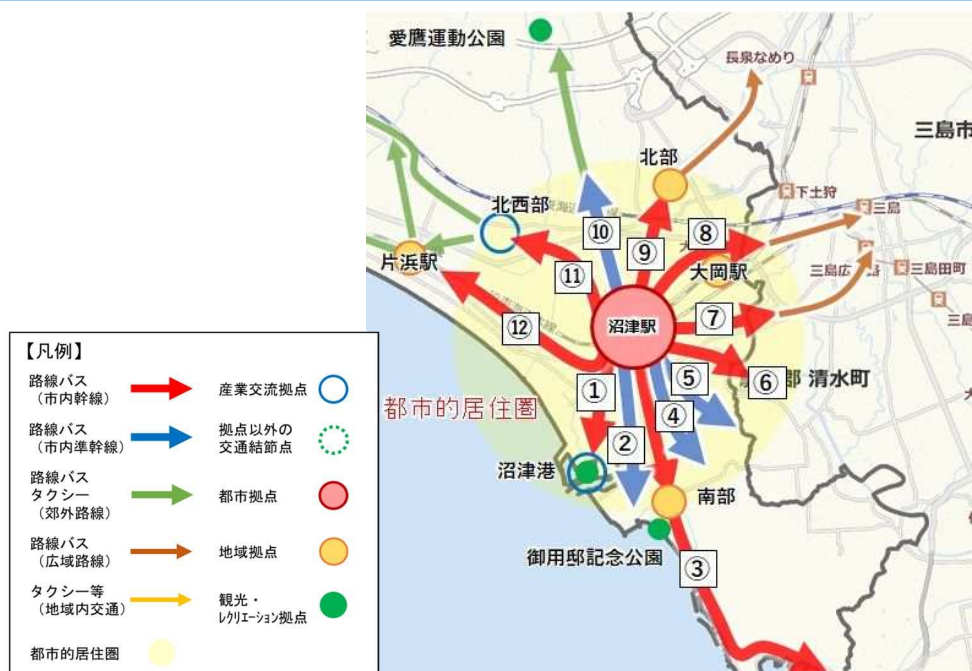 愛鷹運動公園
長泉なめり
三島市
北部
下土狩
北西部
三島
⑩
⑧
⑨
大岡駅
片浜駅
⑪
三島広
三島田町
沼津駅
⑦
⑫
【凡例】
路線バス
（市内幹線）
産業交流拠点
路線バス
（市内準幹線）
拠点以外の
交通結節点
路線バス
タクシー
（郊外路線）
都市拠点
路線バス
（広域路線）
地域拠点
タクシー等
（地域内交通）
観光・
ﾚｸﾘｴｰｼｮﾝ拠点
都市的居住圏
①
⑤
⑥
郡 清水町
都市的居住圏
④
②
沼津港
南部
御用邸記念公園
③